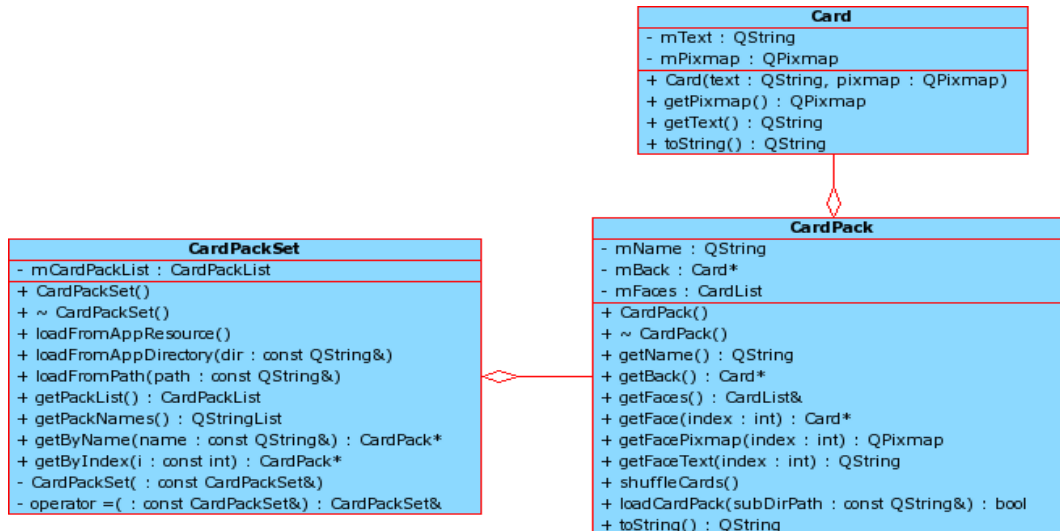 Card
- mText : QString
- mPixmap : QPixmap
+ Card(text : QString, pixmap : QPixmap)
+ getPixmap() : QPixmap
+ getText() : QString
+ toString() : QString
CardPackSet
- mCardPackList : CardPackList
+ CardPackSet()
+ ~ CardPackSet()
+ loadFromAppResource()
+ loadFromAppDirectory(dir : const QString&)
+ loadFromPath(path : const QString&)
+ getPackList() : CardPackList
+ getPackNames() : QStringList
+ getByName(name : const QString&) : CardPack*
+ getByIndex(i : const int) : CardPack*
- CardPackSet( : const CardPackSet&)
- operator =( : const CardPackSet&) : CardPackSet&
CardPack
- mName : QString
- mBack : Card*
- mFaces : CardList
+ CardPack()
+ ~ CardPack()
+ getName() : QString
+ getBack() : Card*
+ getFaces() : CardList&
+ getFace(index : int) : Card*
+ getFacePixmap(index : int) : QPixmap
+ getFaceText(index : int) : QString
+ shuffleCards()
+ loadCardPack(subDirPath : const QString&) : bool
+ toString() : QString